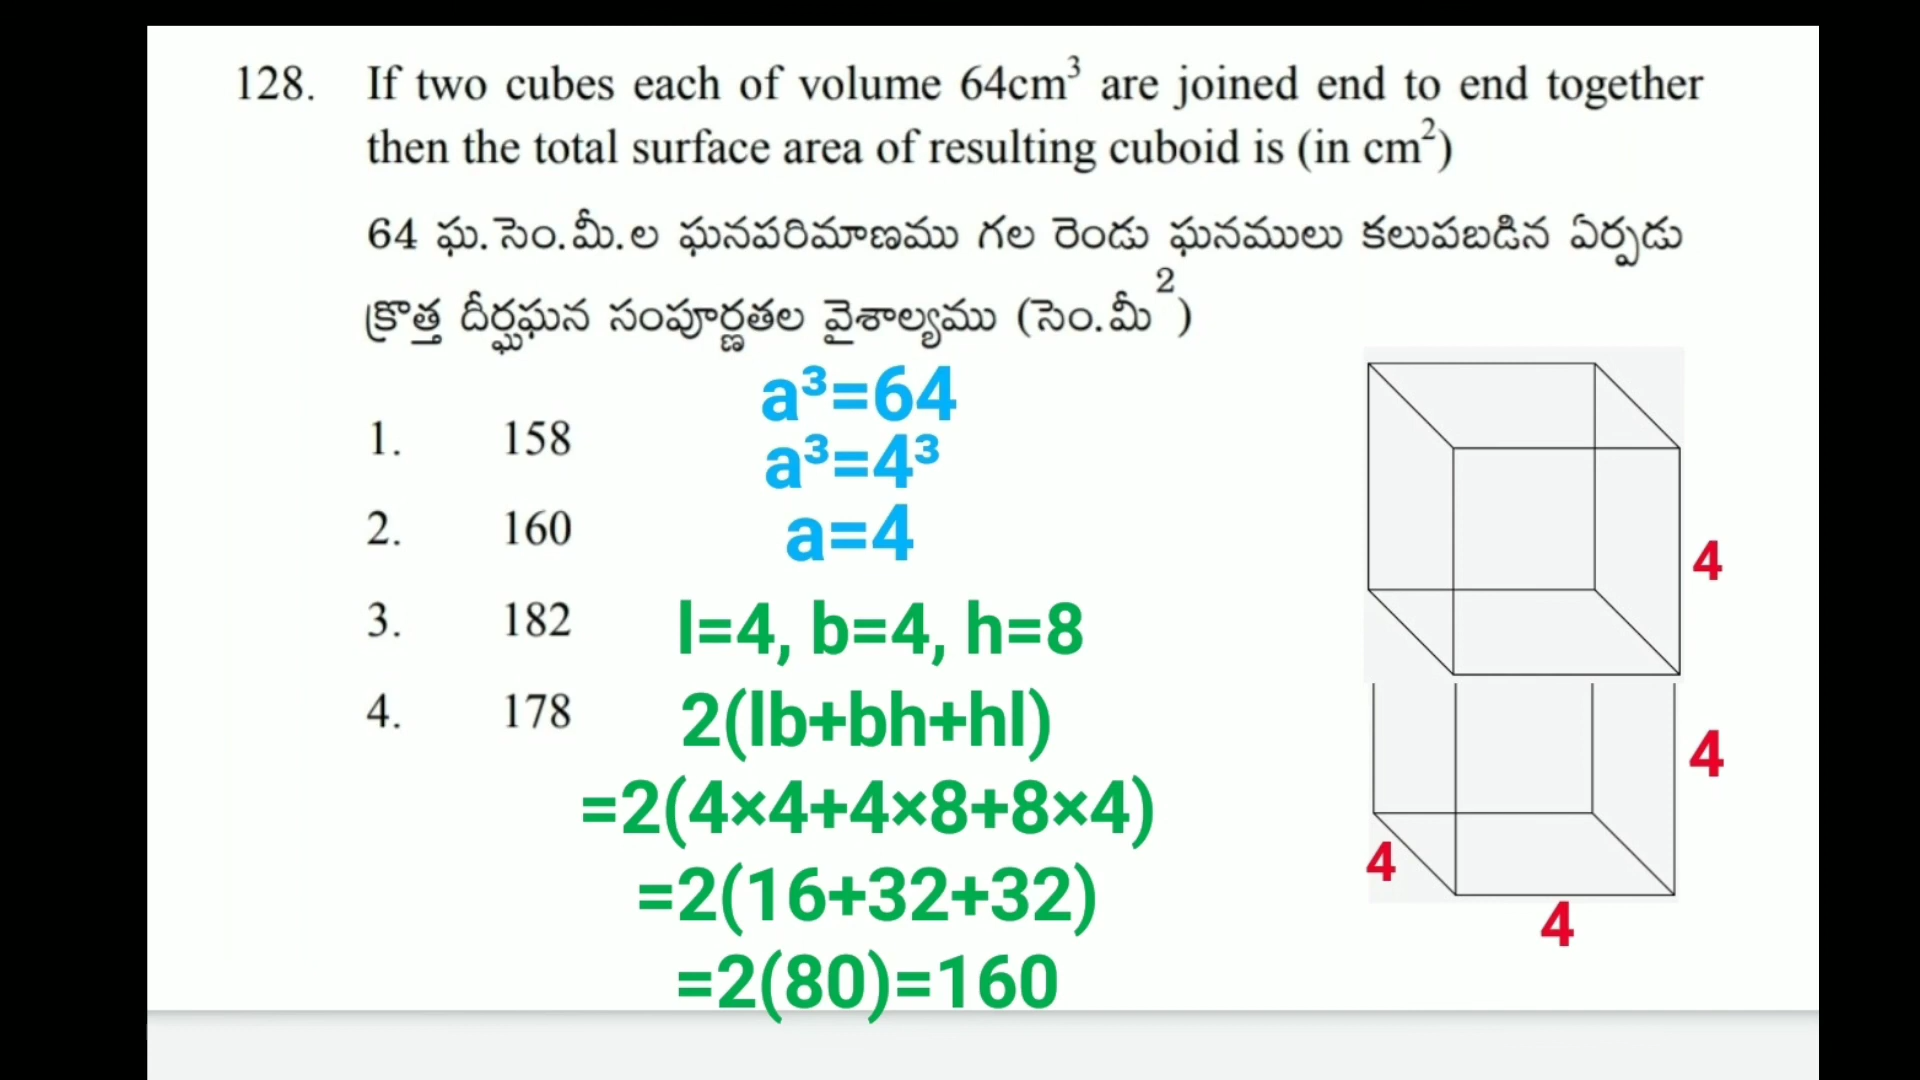 128. If two cubes each of volume 64cm³ are joined end to end together
then the total surface area of resulting cuboid is (in cm²)
64 ఘ.సెం.మీ.ల ఘనపరిమాణము గల రెండు ఘనములు కలుపబడిన ఏర్పడు
క్రొత్త దీర్ఘఘన సంపూర్ణతల వైశాల్యము (సెం.మీ²)
1. 158
2. 160
3. 182
4. 178
a³=64
a³=4³
a=4
l=4, b=4, h=8
2(lb+bh+hl)
=2(4×4+4×8+8×4)
=2(16+32+32)
=2(80)=160
4
4
4
4